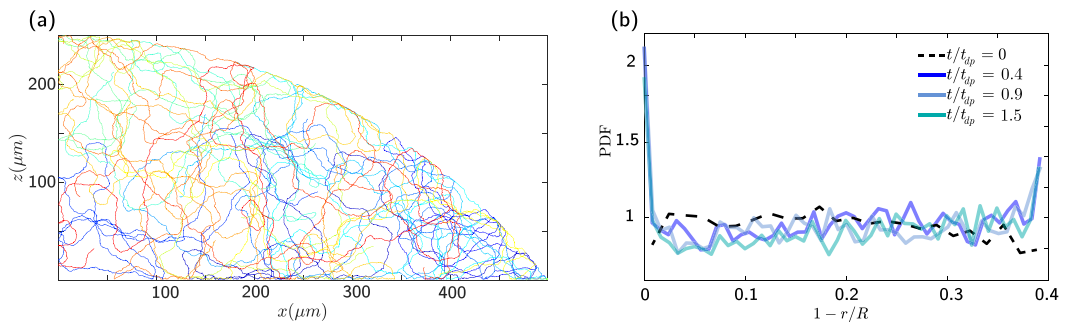 (a)
200
100
z(μm)
100
200
300
400
x(μm)
(b)
2
1.5
1
PDF
0
0.1
0.2
0.3
0.4
1 − r/R
t/t_dp = 0
t/t_dp = 0.4
t/t_dp = 0.9
t/t_dp = 1.5